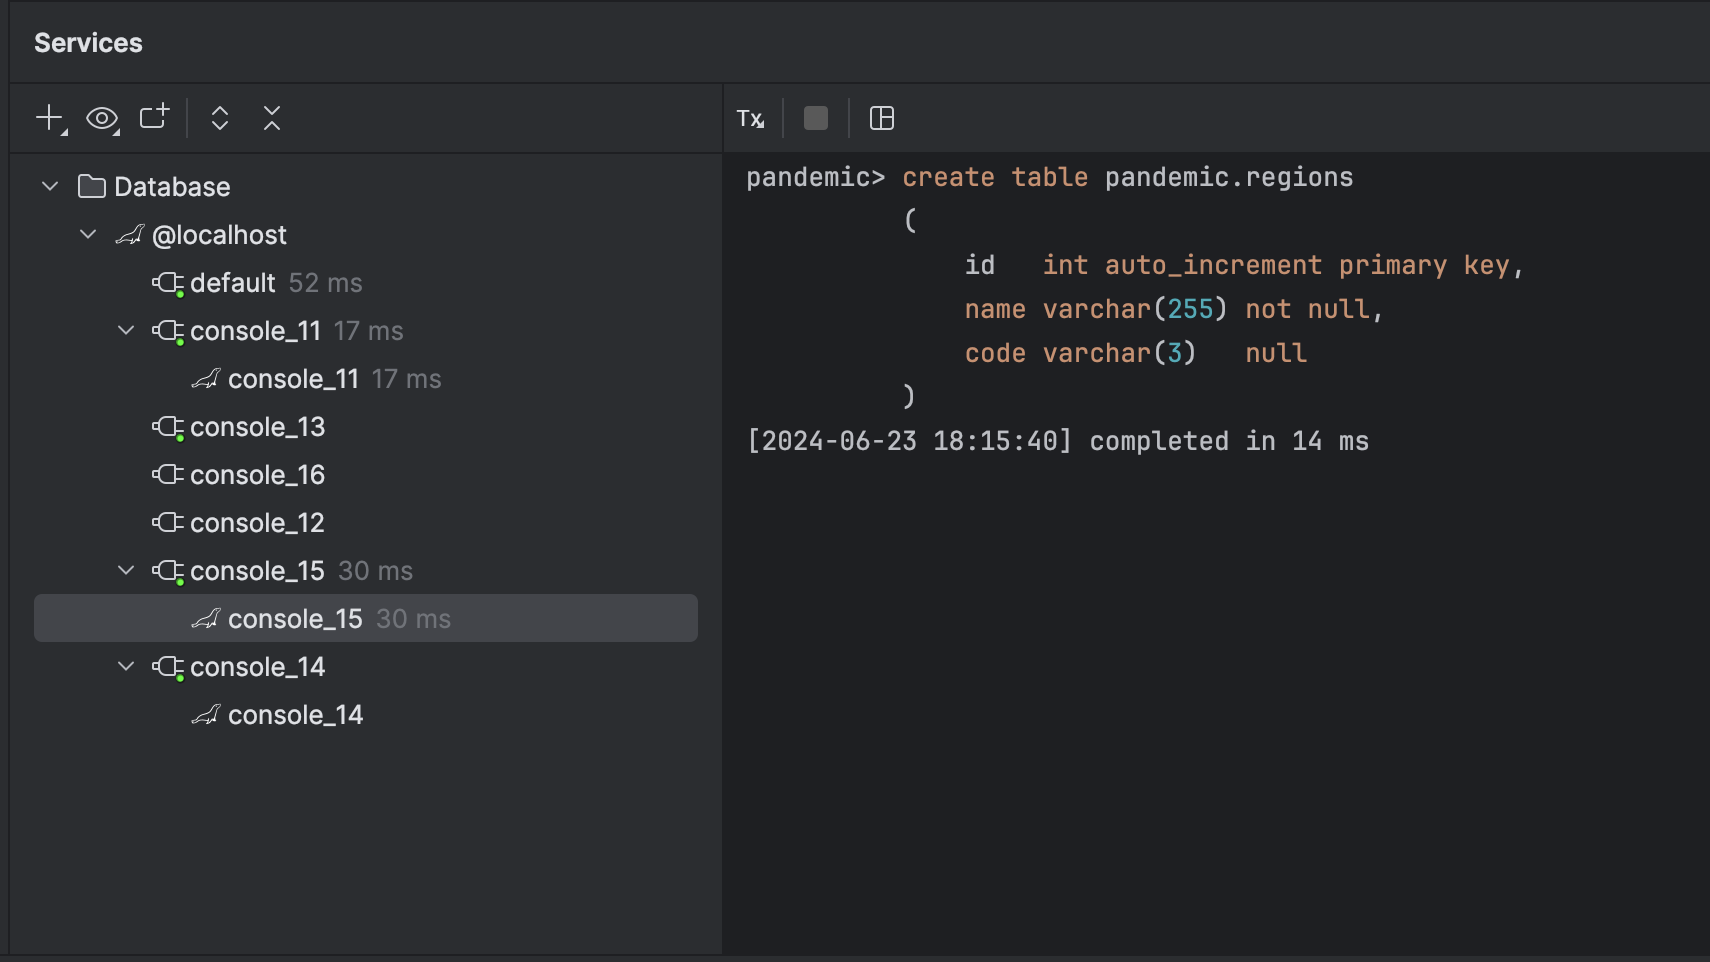 Services
Tx
Database
@localhost
default 52 ms
console_11 17 ms
console_11 17 ms
console_13
console_16
console_12
console_15 30 ms
console_15 30 ms
console_14
console_14
pandemic> create table pandemic.regions
(
id   int auto_increment primary key,
name varchar(255) not null,
code varchar(3)   null
)
[2024-06-23 18:15:40] completed in 14 ms